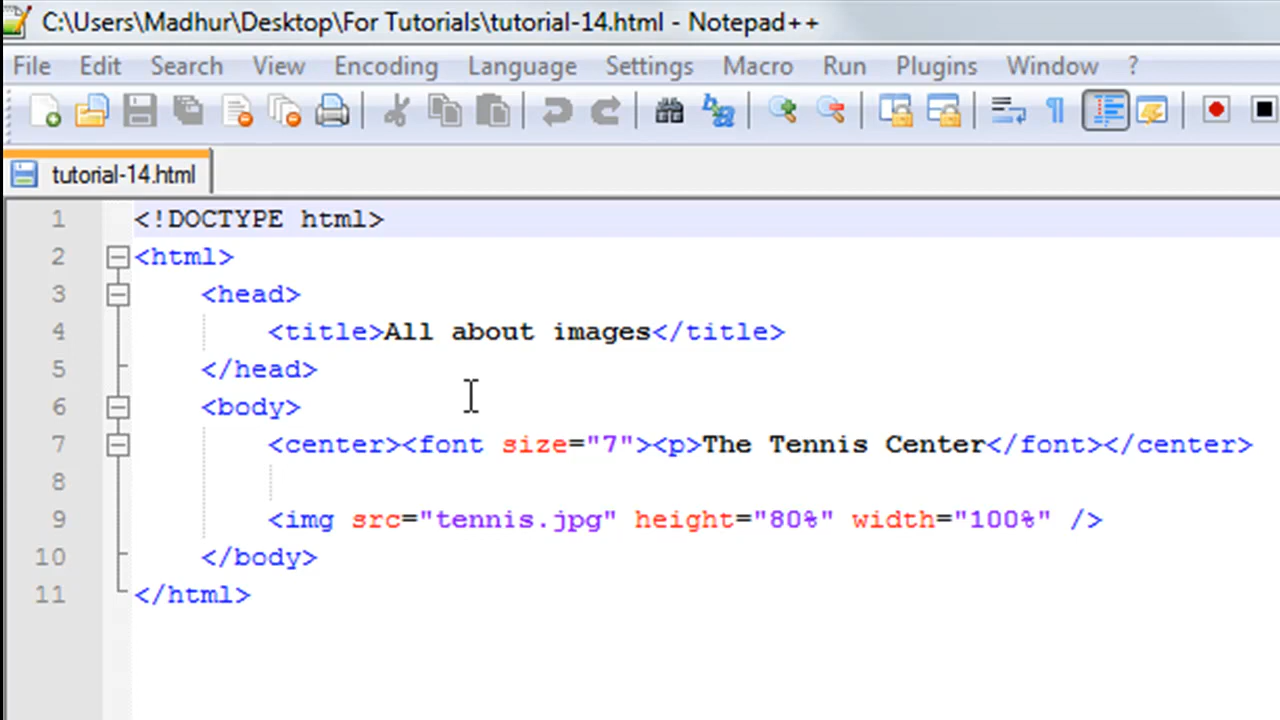 C:\Users\Madhur\Desktop\For Tutorials\tutorial-14.html - Notepad++
File Edit Search View Encoding Language Settings Macro Run Plugins Window ?
tutorial-14.html
1 <!DOCTYPE html>
2 <html>
3 <head>
4 <title>All about images</title>
5 </head>
6 <body>
7 <center><font size="7"><p>The Tennis Center</font></center>
8
9 <img src="tennis.jpg" height="80%" width="100%" />
10 </body>
11 </html>